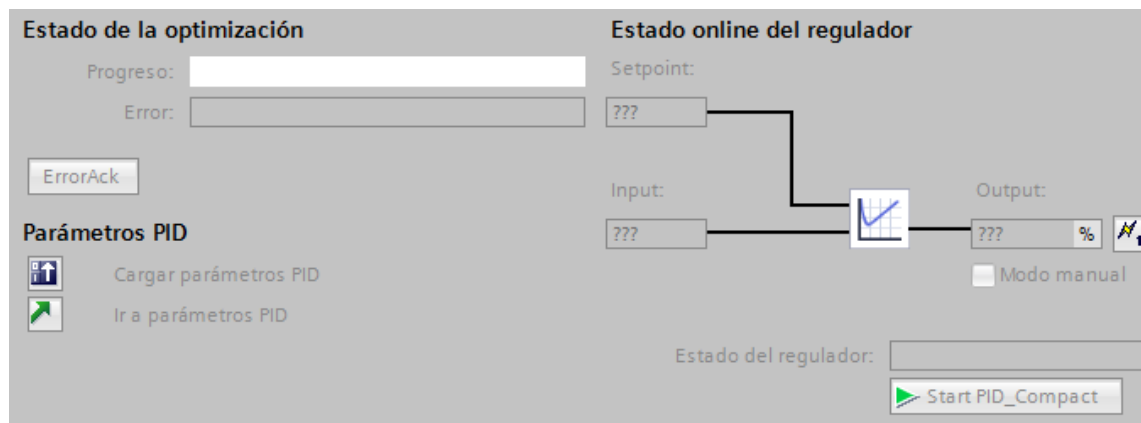 Estado de la optimización
Progreso:
Error:
ErrorAck
Parámetros PID
Cargar parámetros PID
Ir a parámetros PID
Estado online del regulador
Setpoint:
???
Input:
???
Output:
??? %
Modo manual
Estado del regulador:
Start PID_Compact